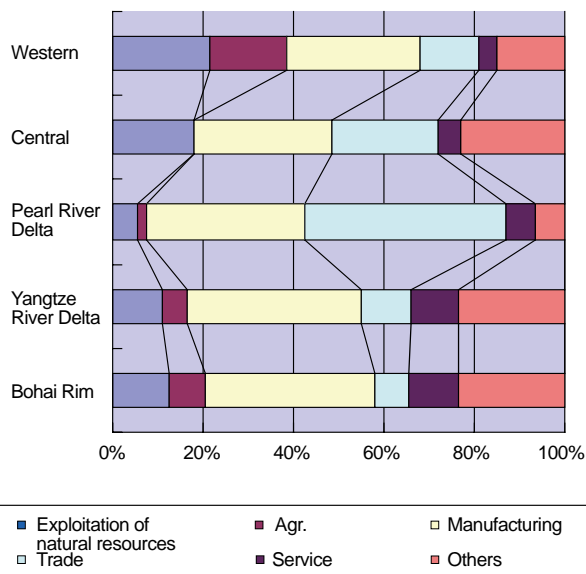 Western
Central
Pearl River
Delta
Yangtze
River Delta
Bohai Rim
0% 20% 40% 60% 80% 100%
Exploitation of
natural resources
Agr.
Manufacturing
Trade
Service
Others